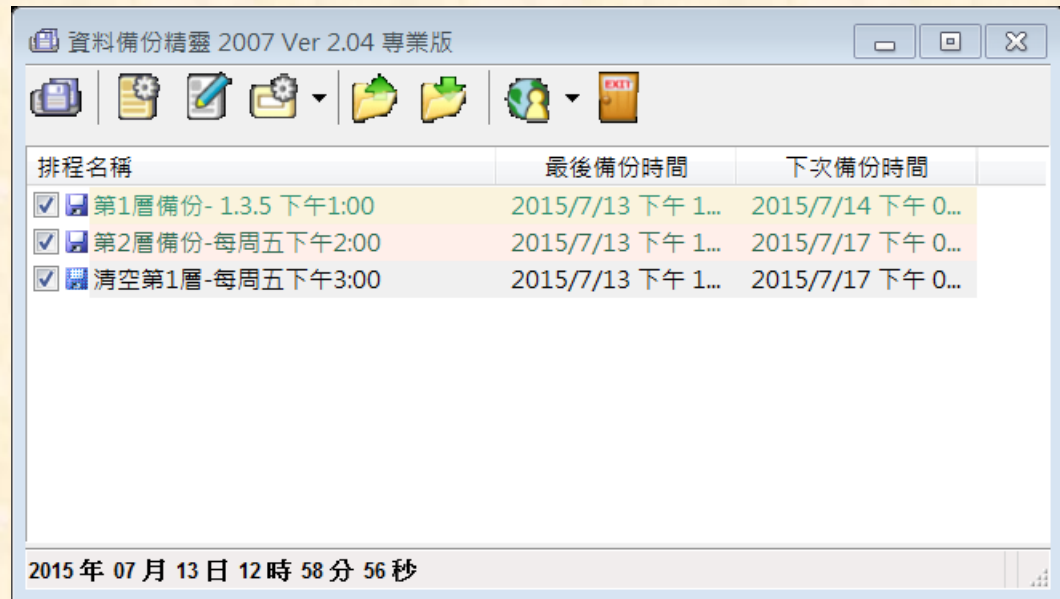 資料備份精靈 2007 Ver 2.04 專業版
EXIT
排程名稱 最後備份時間 下次備份時間
第1層備份- 1.3.5 下午1:00 2015/7/13 下午 1... 2015/7/14 下午 0...
第2層備份-每周五下午2:00 2015/7/13 下午 1... 2015/7/17 下午 0...
清空第1層-每周五下午3:00 2015/7/13 下午 1... 2015/7/17 下午 0...
2015 年 07 月 13 日 12 時 58 分 56 秒